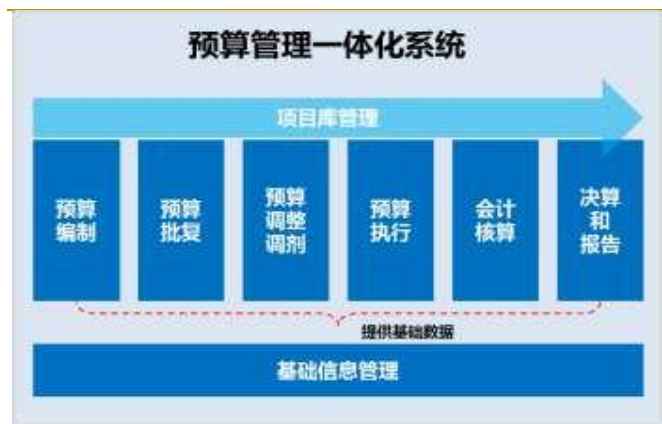 预算管理一体化系统
项目库管理
预算
编制
预算
批复
预算
调整
调剂
预算
执行
会计
核算
决算
和
报告
提供基础数据
基础信息管理